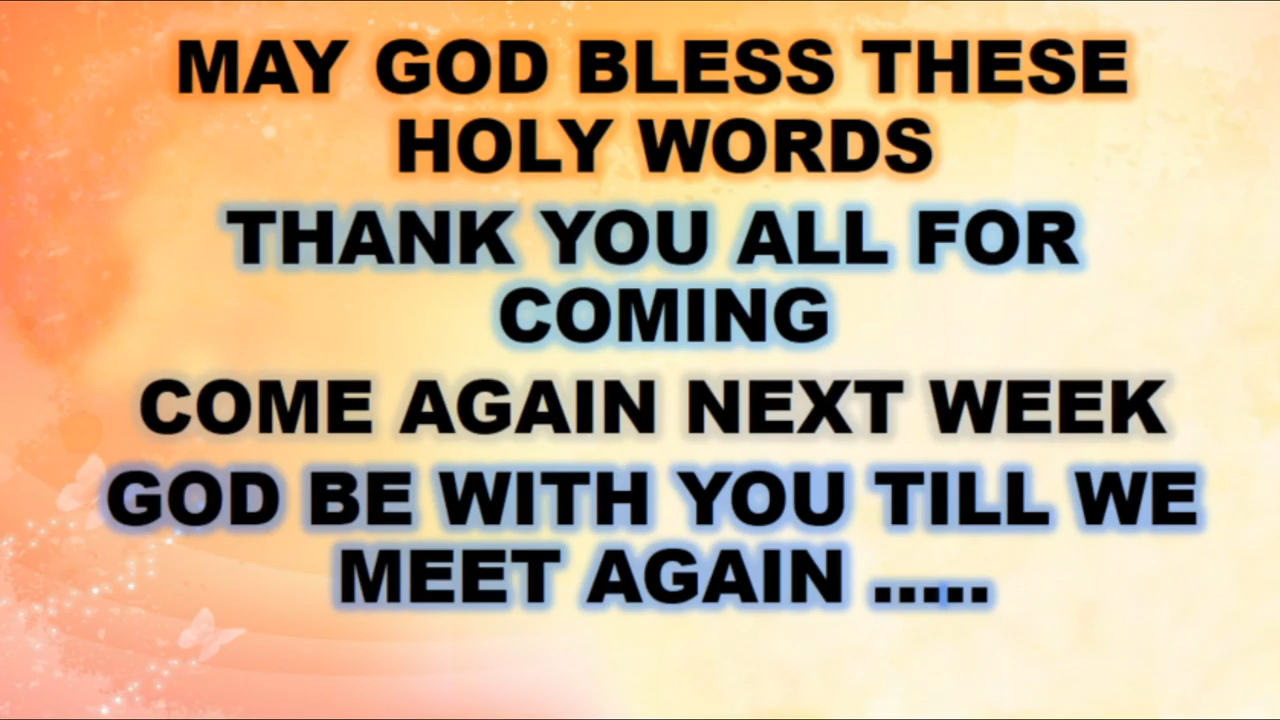 MAY GOD BLESS THESE
HOLY WORDS
THANK YOU ALL FOR
COMING
COME AGAIN NEXT WEEK
GOD BE WITH YOU TILL WE
MEET AGAIN .....